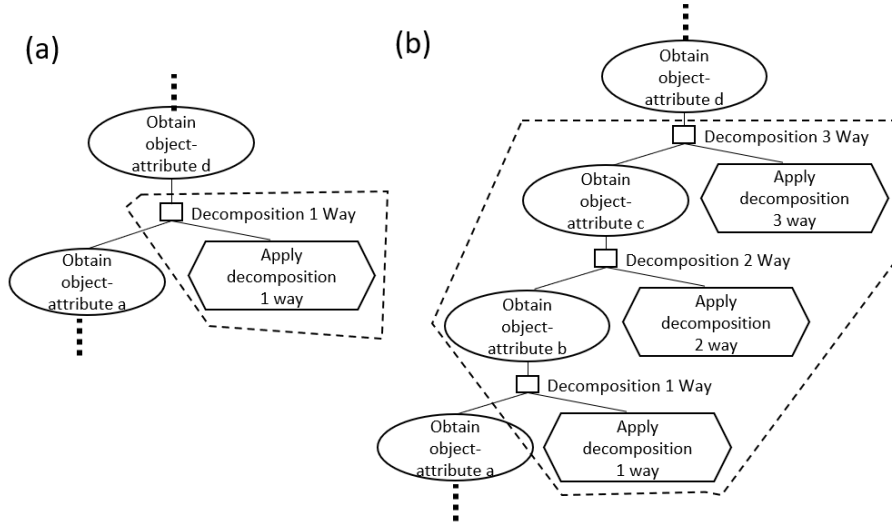 (a)
Obtain
object-
attribute d
Decomposition 1 Way
Obtain
object-
attribute a
Apply
decomposition
1 way
(b)
Obtain
object-
attribute d
Decomposition 3 Way
Obtain
object-
attribute c
Apply
decomposition
3 way
Decomposition 2 Way
Obtain
object-
attribute b
Apply
decomposition
2 way
Decomposition 1 Way
Obtain
object-
attribute a
Apply
decomposition
1 way